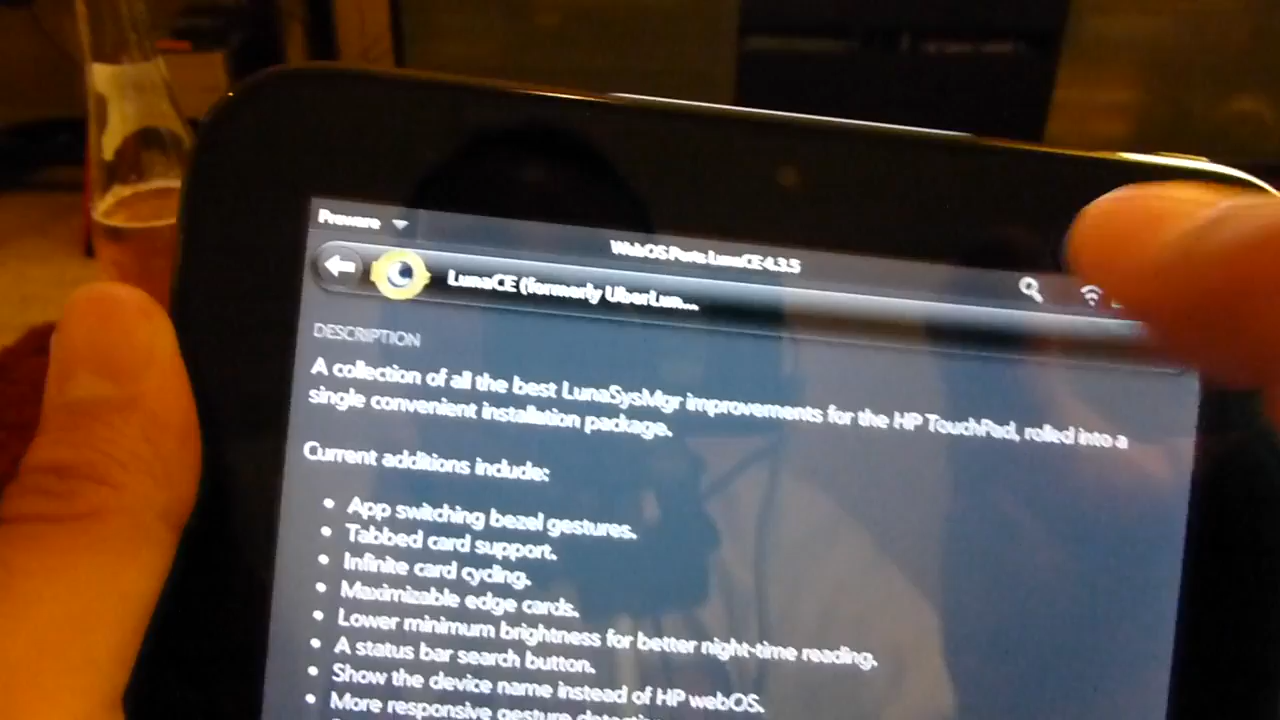 Preware
WebOS Ports LunaCE 4.3.5
LunaCE (formerly UberLun...
DESCRIPTION
A collection of all the best LunaSysMgr improvements for the HP TouchPad, rolled into a
single convenient installation package.
Current additions include:
• App switching bezel gestures.
• Tabbed card support.
• Infinite card cycling.
• Maximizable edge cards.
• Lower minimum brightness for better night-time reading.
• A status bar search button.
• Show the device name instead of HP webOS.
• More responsive gesture